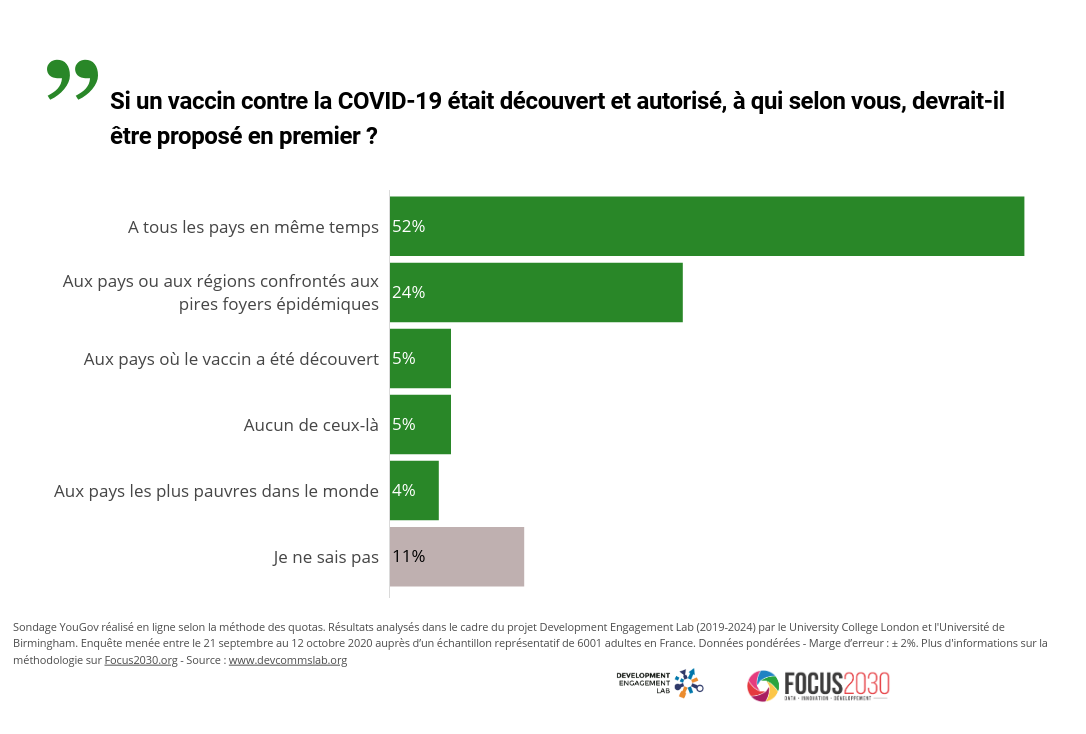 ”
Si un vaccin contre la COVID-19 était découvert et autorisé, à qui selon vous, devrait-il
être proposé en premier ?
A tous les pays en même temps 52%
Aux pays ou aux régions confrontés aux
pires foyers épidémiques 24%
Aux pays où le vaccin a été découvert 5%
Aucun de ceux-là 5%
Aux pays les plus pauvres dans le monde 4%
Je ne sais pas 11%
Sondage YouGov réalisé en ligne selon la méthode des quotas. Résultats analysés dans le cadre du projet Development Engagement Lab (2019-2024) par le University College London et l'Université de
Birmingham. Enquête menée entre le 21 septembre au 12 octobre 2020 auprès d’un échantillon représentatif de 6001 adultes en France. Données pondérées - Marge d’erreur : ± 2%. Plus d'informations sur la
méthodologie sur Focus2030.org - Source : www.devcommslab.org
DEVELOPMENT
ENGAGEMENT
LAB
FOCUS2030
DATA • INNOVATION • DÉVELOPPEMENT